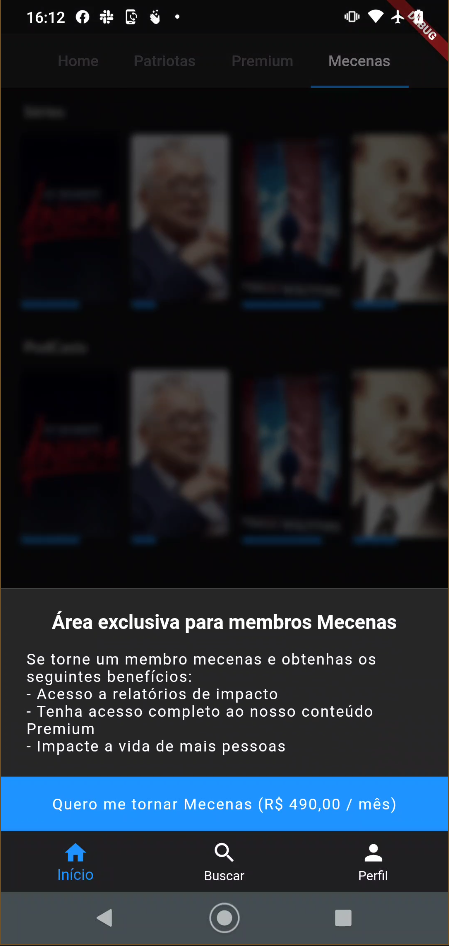 16:12
DEBUG
Home Patriotas Premium Mecenas
Séries
PodCasts
Área exclusiva para membros Mecenas
Se torne um membro mecenas e obtenhas os
seguintes benefícios:
- Acesso a relatórios de impacto
- Tenha acesso completo ao nosso conteúdo
Premium
- Impacte a vida de mais pessoas
Quero me tornar Mecenas (R$ 490,00 / mês)
Início Buscar Perfil